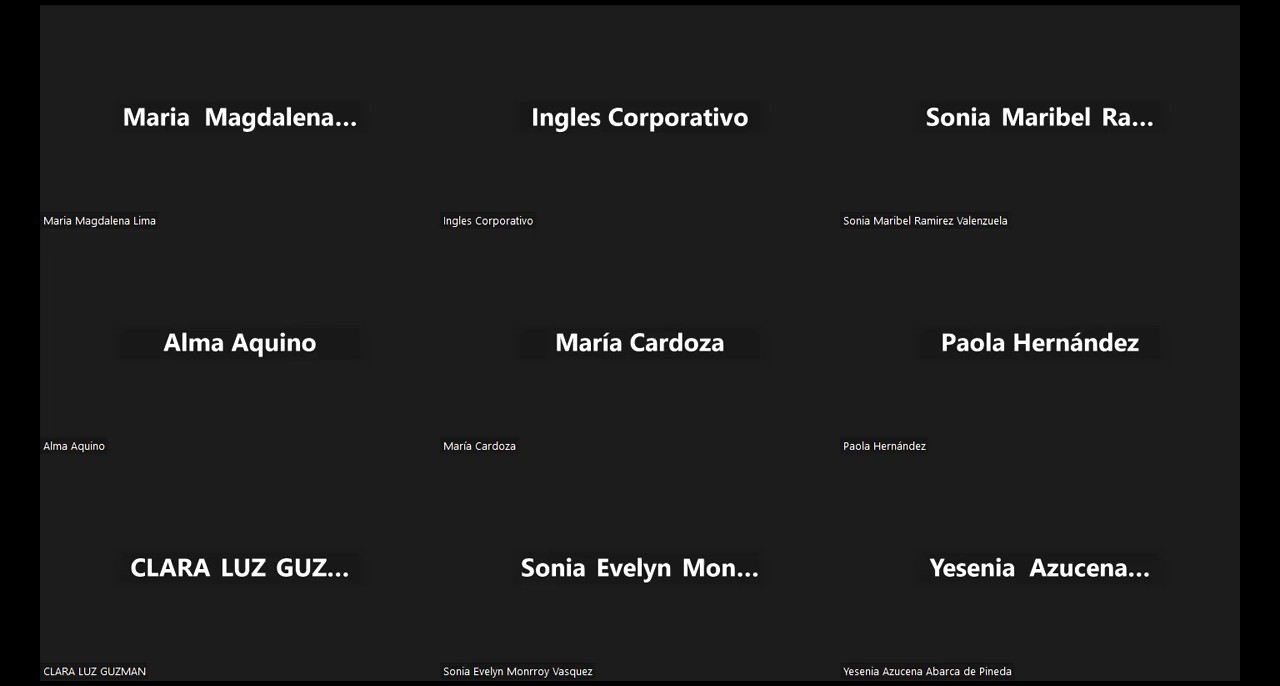 Maria Magdalena...
Ingles Corporativo
Sonia Maribel Ra...
Maria Magdalena Lima
Ingles Corporativo
Sonia Maribel Ramirez Valenzuela
Alma Aquino
María Cardoza
Paola Hernández
Alma Aquino
María Cardoza
Paola Hernández
CLARA LUZ GUZ...
Sonia Evelyn Mon...
Yesenia Azucena...
CLARA LUZ GUZMAN
Sonia Evelyn Monrroy Vasquez
Yesenia Azucena Abarca de Pineda